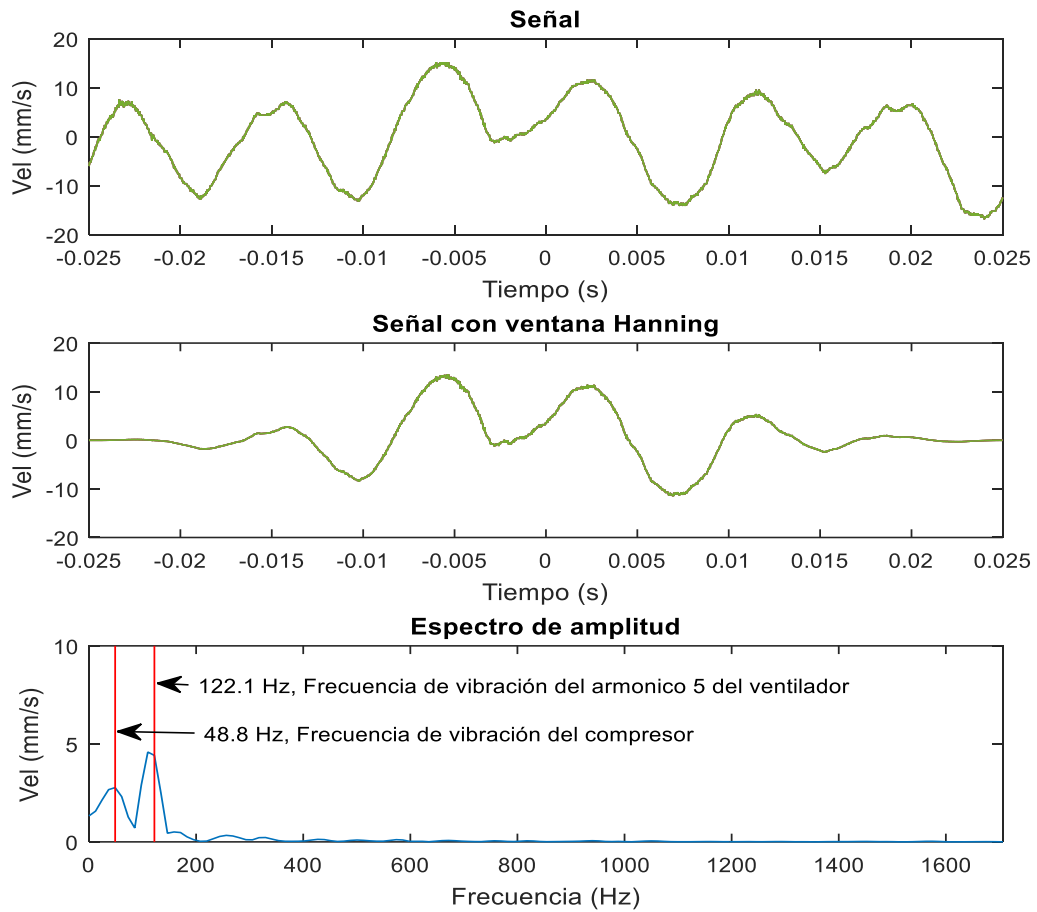 Señal
20
10
0
-10
-20
Vel (mm/s)
-0.025 -0.02 -0.015 -0.01 -0.005 0 0.005 0.01 0.015 0.02 0.025
Tiempo (s)
Señal con ventana Hanning
20
10
0
-10
-20
Vel (mm/s)
-0.025 -0.02 -0.015 -0.01 -0.005 0 0.005 0.01 0.015 0.02 0.025
Tiempo (s)
Espectro de amplitud
10
5
0
Vel (mm/s)
122.1 Hz, Frecuencia de vibración del armonico 5 del ventilador
48.8 Hz, Frecuencia de vibración del compresor
0 200 400 600 800 1000 1200 1400 1600
Frecuencia (Hz)